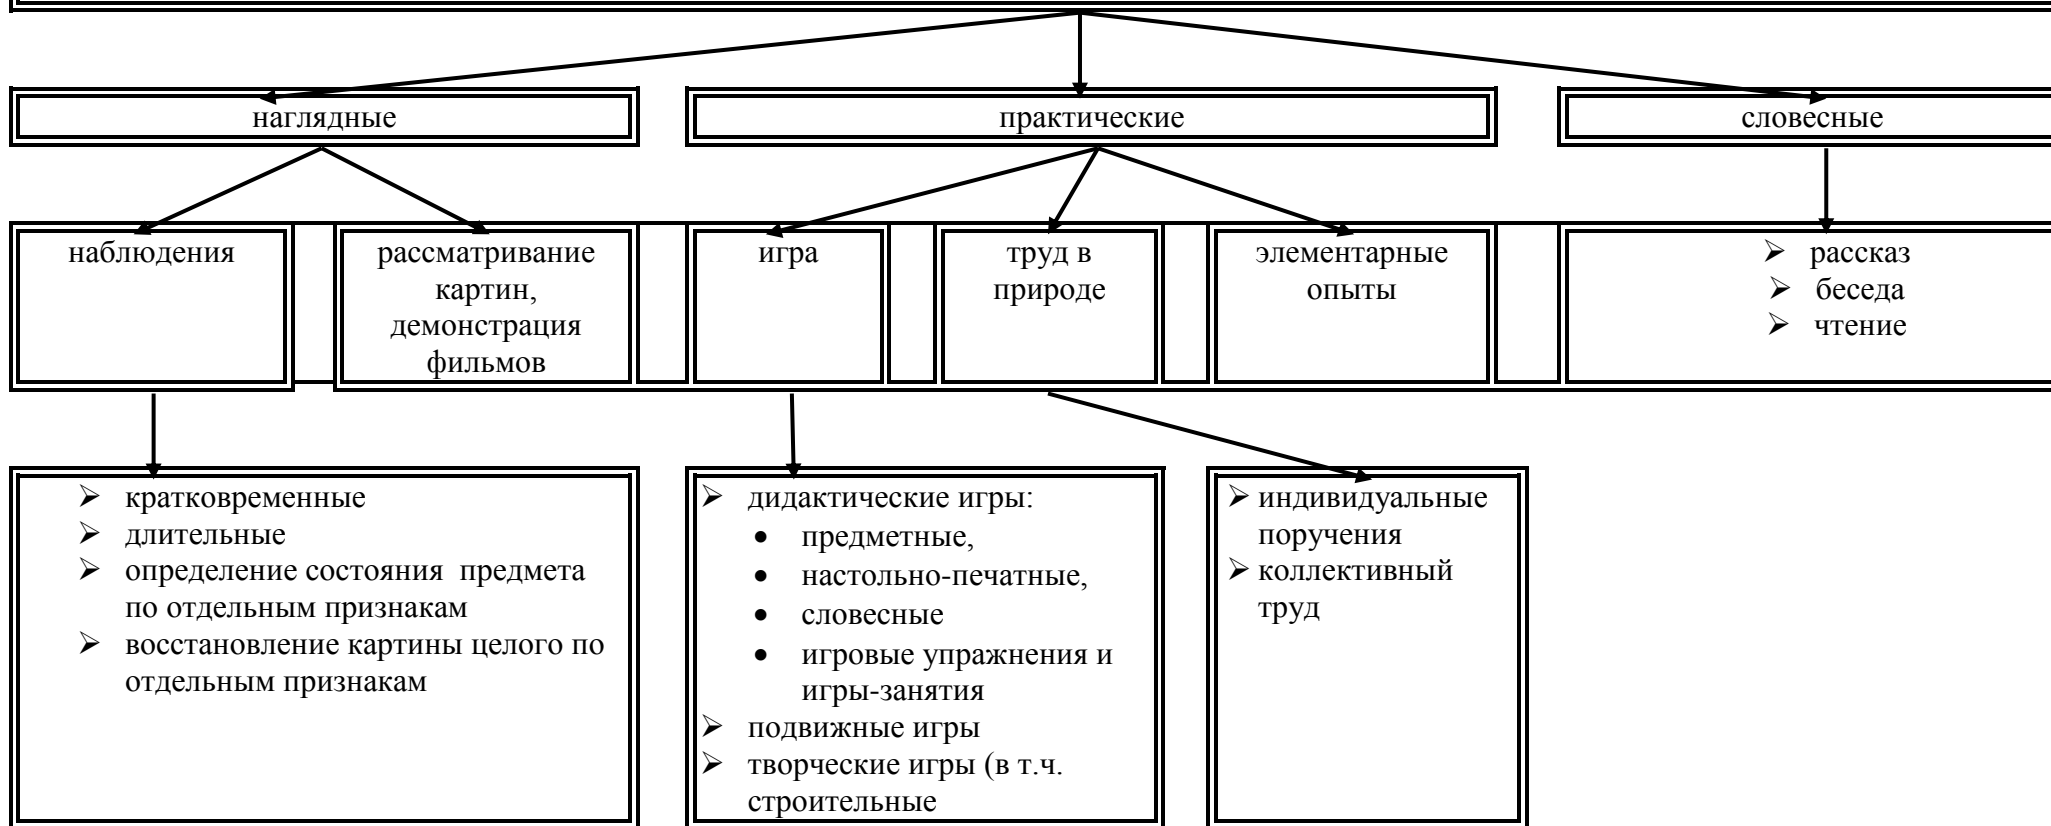 наглядные
практические
словесные
наблюдения
рассматривание
картин,
демонстрация
фильмов
игра
труд в
природе
элементарные
опыты
➢ рассказ
➢ беседа
➢ чтение
➢ кратковременные
➢ длительные
➢ определение состояния предмета
по отдельным признакам
➢ восстановление картины целого по
отдельным признакам
➢ дидактические игры:
• предметные,
• настольно-печатные,
• словесные
• игровые упражнения и
игры-занятия
➢ подвижные игры
➢ творческие игры (в т.ч.
строительные
➢ индивидуальные
поручения
➢ коллективный
труд